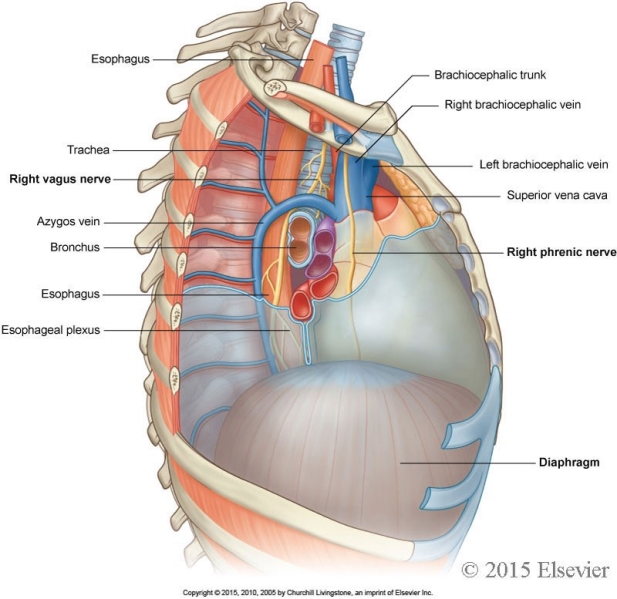 Esophagus
Brachiocephalic trunk
Right brachiocephalic vein
Trachea
Left brachiocephalic vein
Right vagus nerve
Superior vena cava
Azygos vein
Bronchus
Right phrenic nerve
Esophagus
Esophageal plexus
Diaphragm
© 2015 Elsevier
Copyright © 2015, 2010, 2005 by Churchill Livingstone, an imprint of Elsevier Inc.